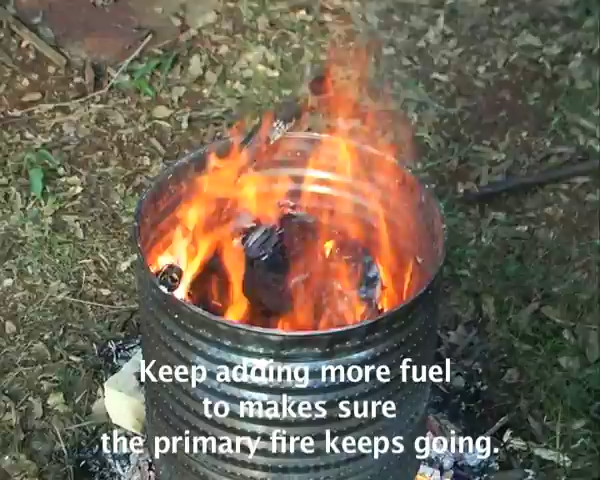 Keep adding more fuel
to makes sure
the primary fire keeps going.